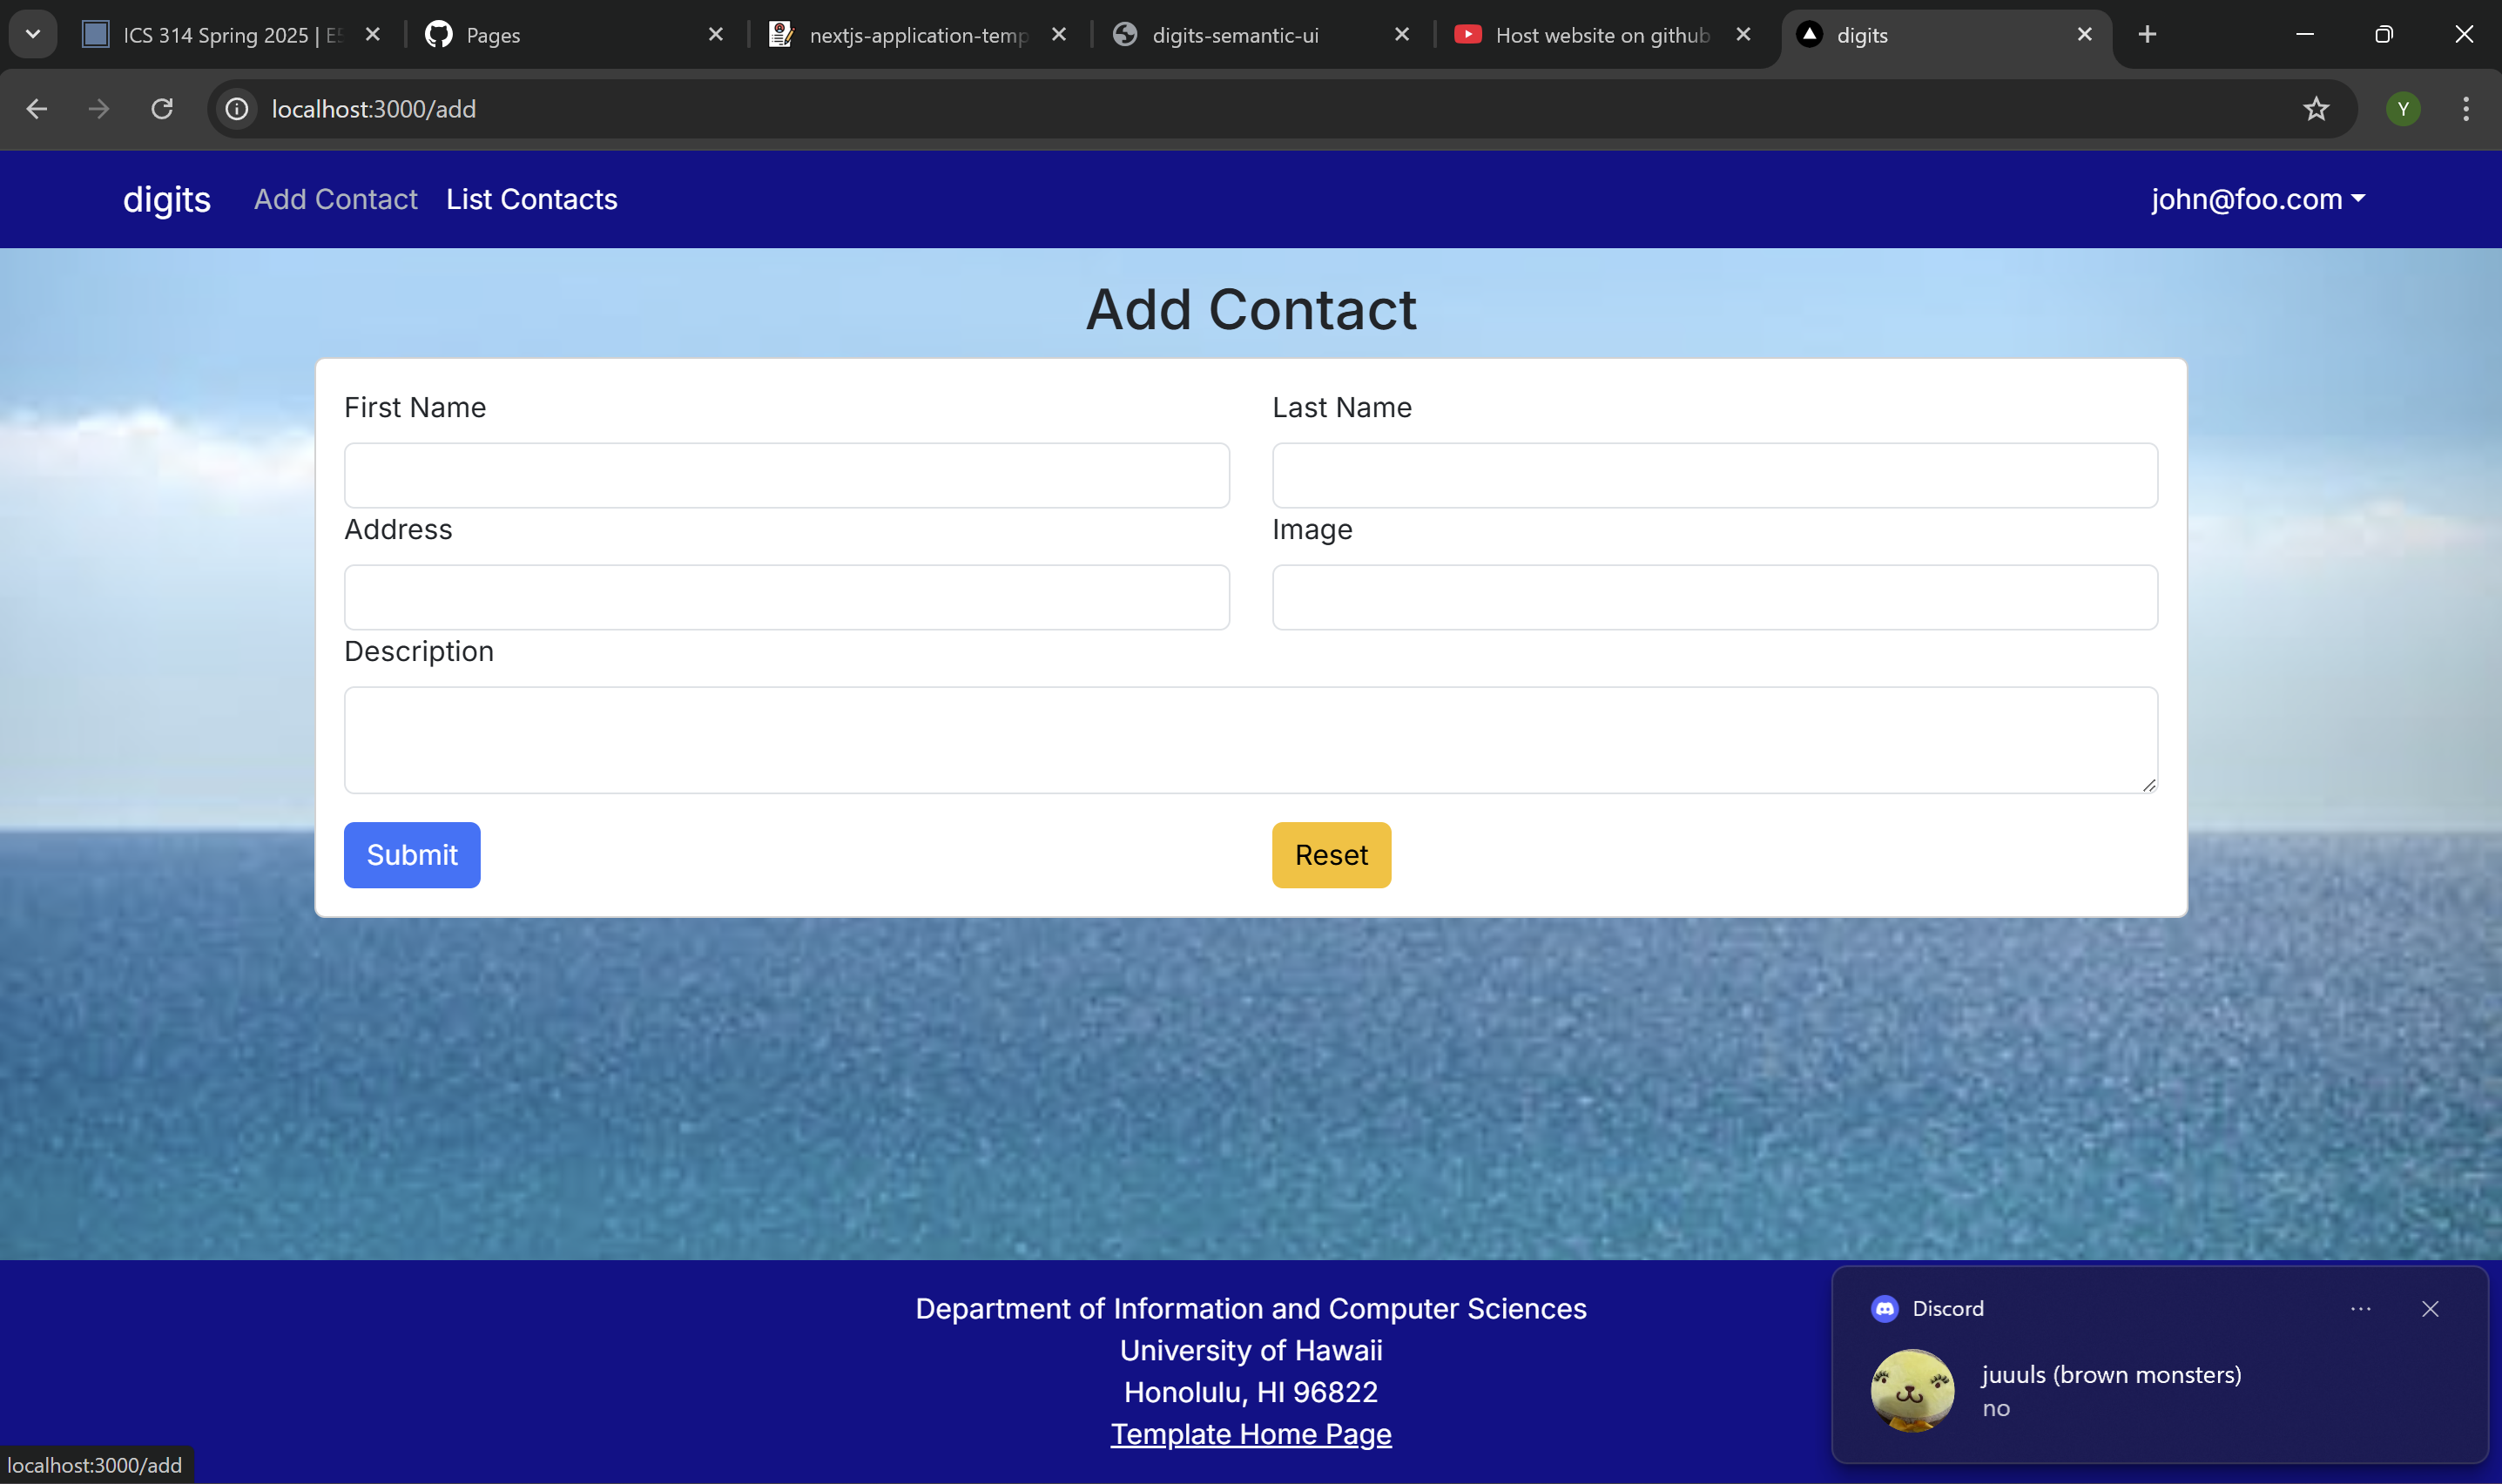 ICS 314 Spring 2025 | ES
Pages
nextjs-application-temp
digits-semantic-ui
Host website on github
digits
localhost:3000/add
Y
digits
Add Contact
List Contacts
john@foo.com
Add Contact
First Name
Last Name
Address
Image
Description
Submit
Reset
Department of Information and Computer Sciences
University of Hawaii
Honolulu, HI 96822
Template Home Page
Discord
juuuls (brown monsters)
no
localhost:3000/add